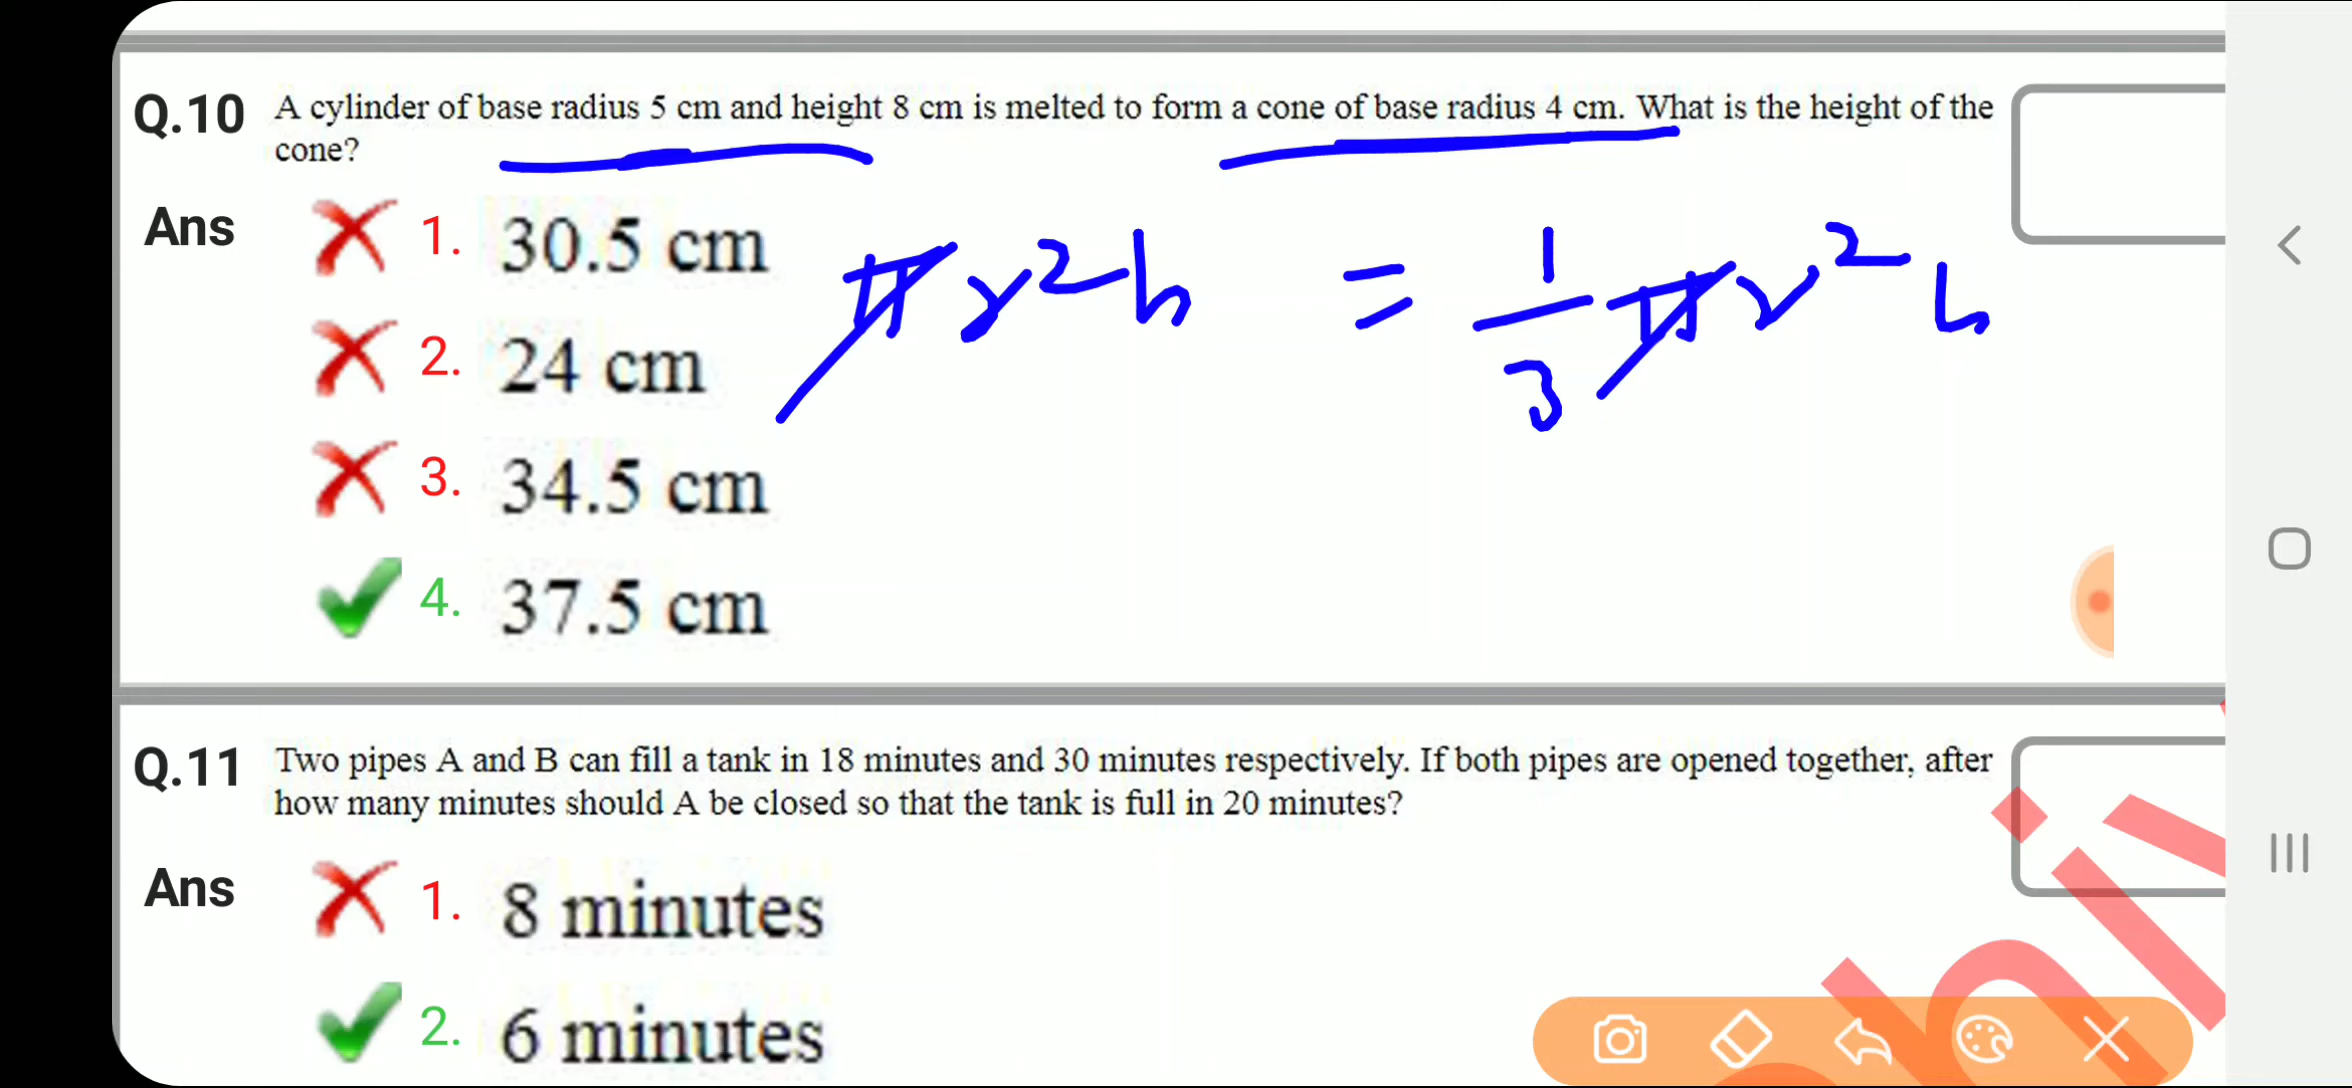 Q.10 A cylinder of base radius 5 cm and height 8 cm is melted to form a cone of base radius 4 cm. What is the height of the
cone?
Ans 1. 30.5 cm
πr²h = 1/3 πr²h
2. 24 cm
3. 34.5 cm
4. 37.5 cm
Q.11 Two pipes A and B can fill a tank in 18 minutes and 30 minutes respectively. If both pipes are opened together, after
how many minutes should A be closed so that the tank is full in 20 minutes?
Ans 1. 8 minutes
2. 6 minutes